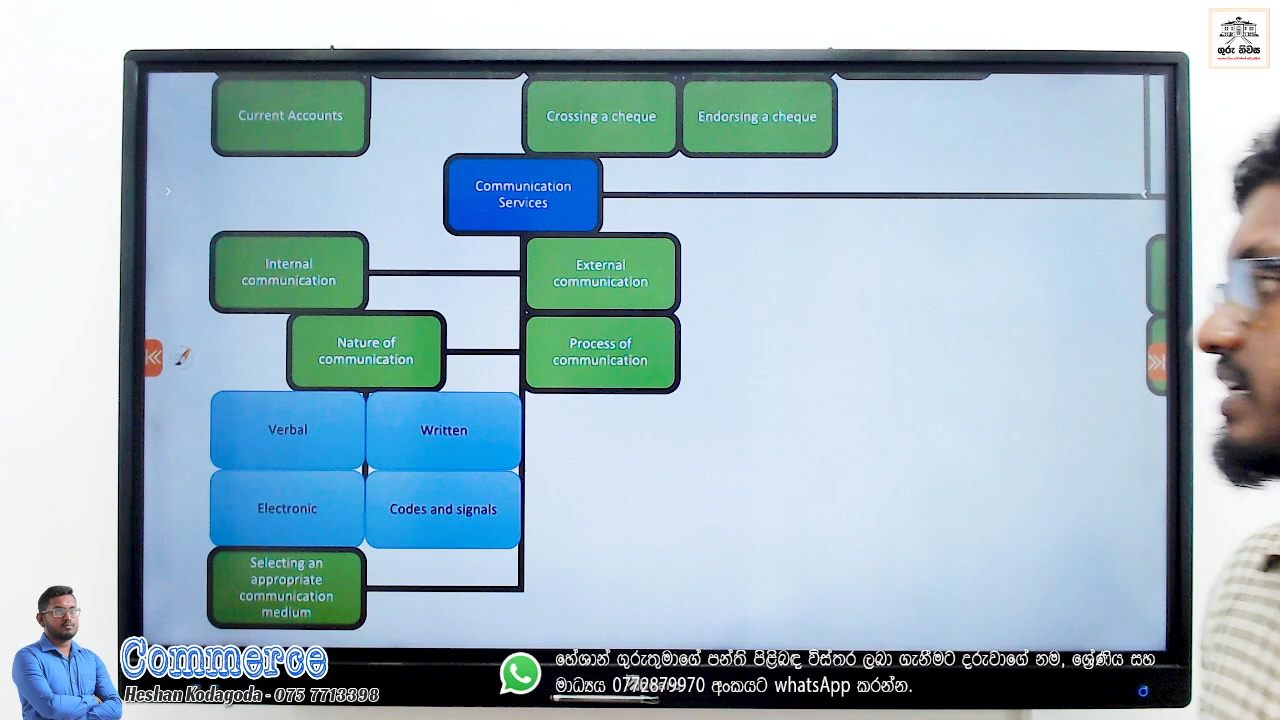 ගුරු නිවස
Current Accounts
Crossing a cheque
Endorsing a cheque
Communication
Services
Internal
communication
External
communication
Nature of
communication
Process of
communication
Verbal
Written
Electronic
Codes and signals
Selecting an
appropriate
communication
medium
Commerce
Heshan Kodagoda - 075 7713398
හේශාන් ගුරුතුමාගේ පන්ති පිළිබඳ විස්තර ලබා ගැනීමට දරුවාගේ නම, ශ්‍රේණිය සහ
මාධ්‍යය 0772879970 අංකයට whatsApp කරන්න.